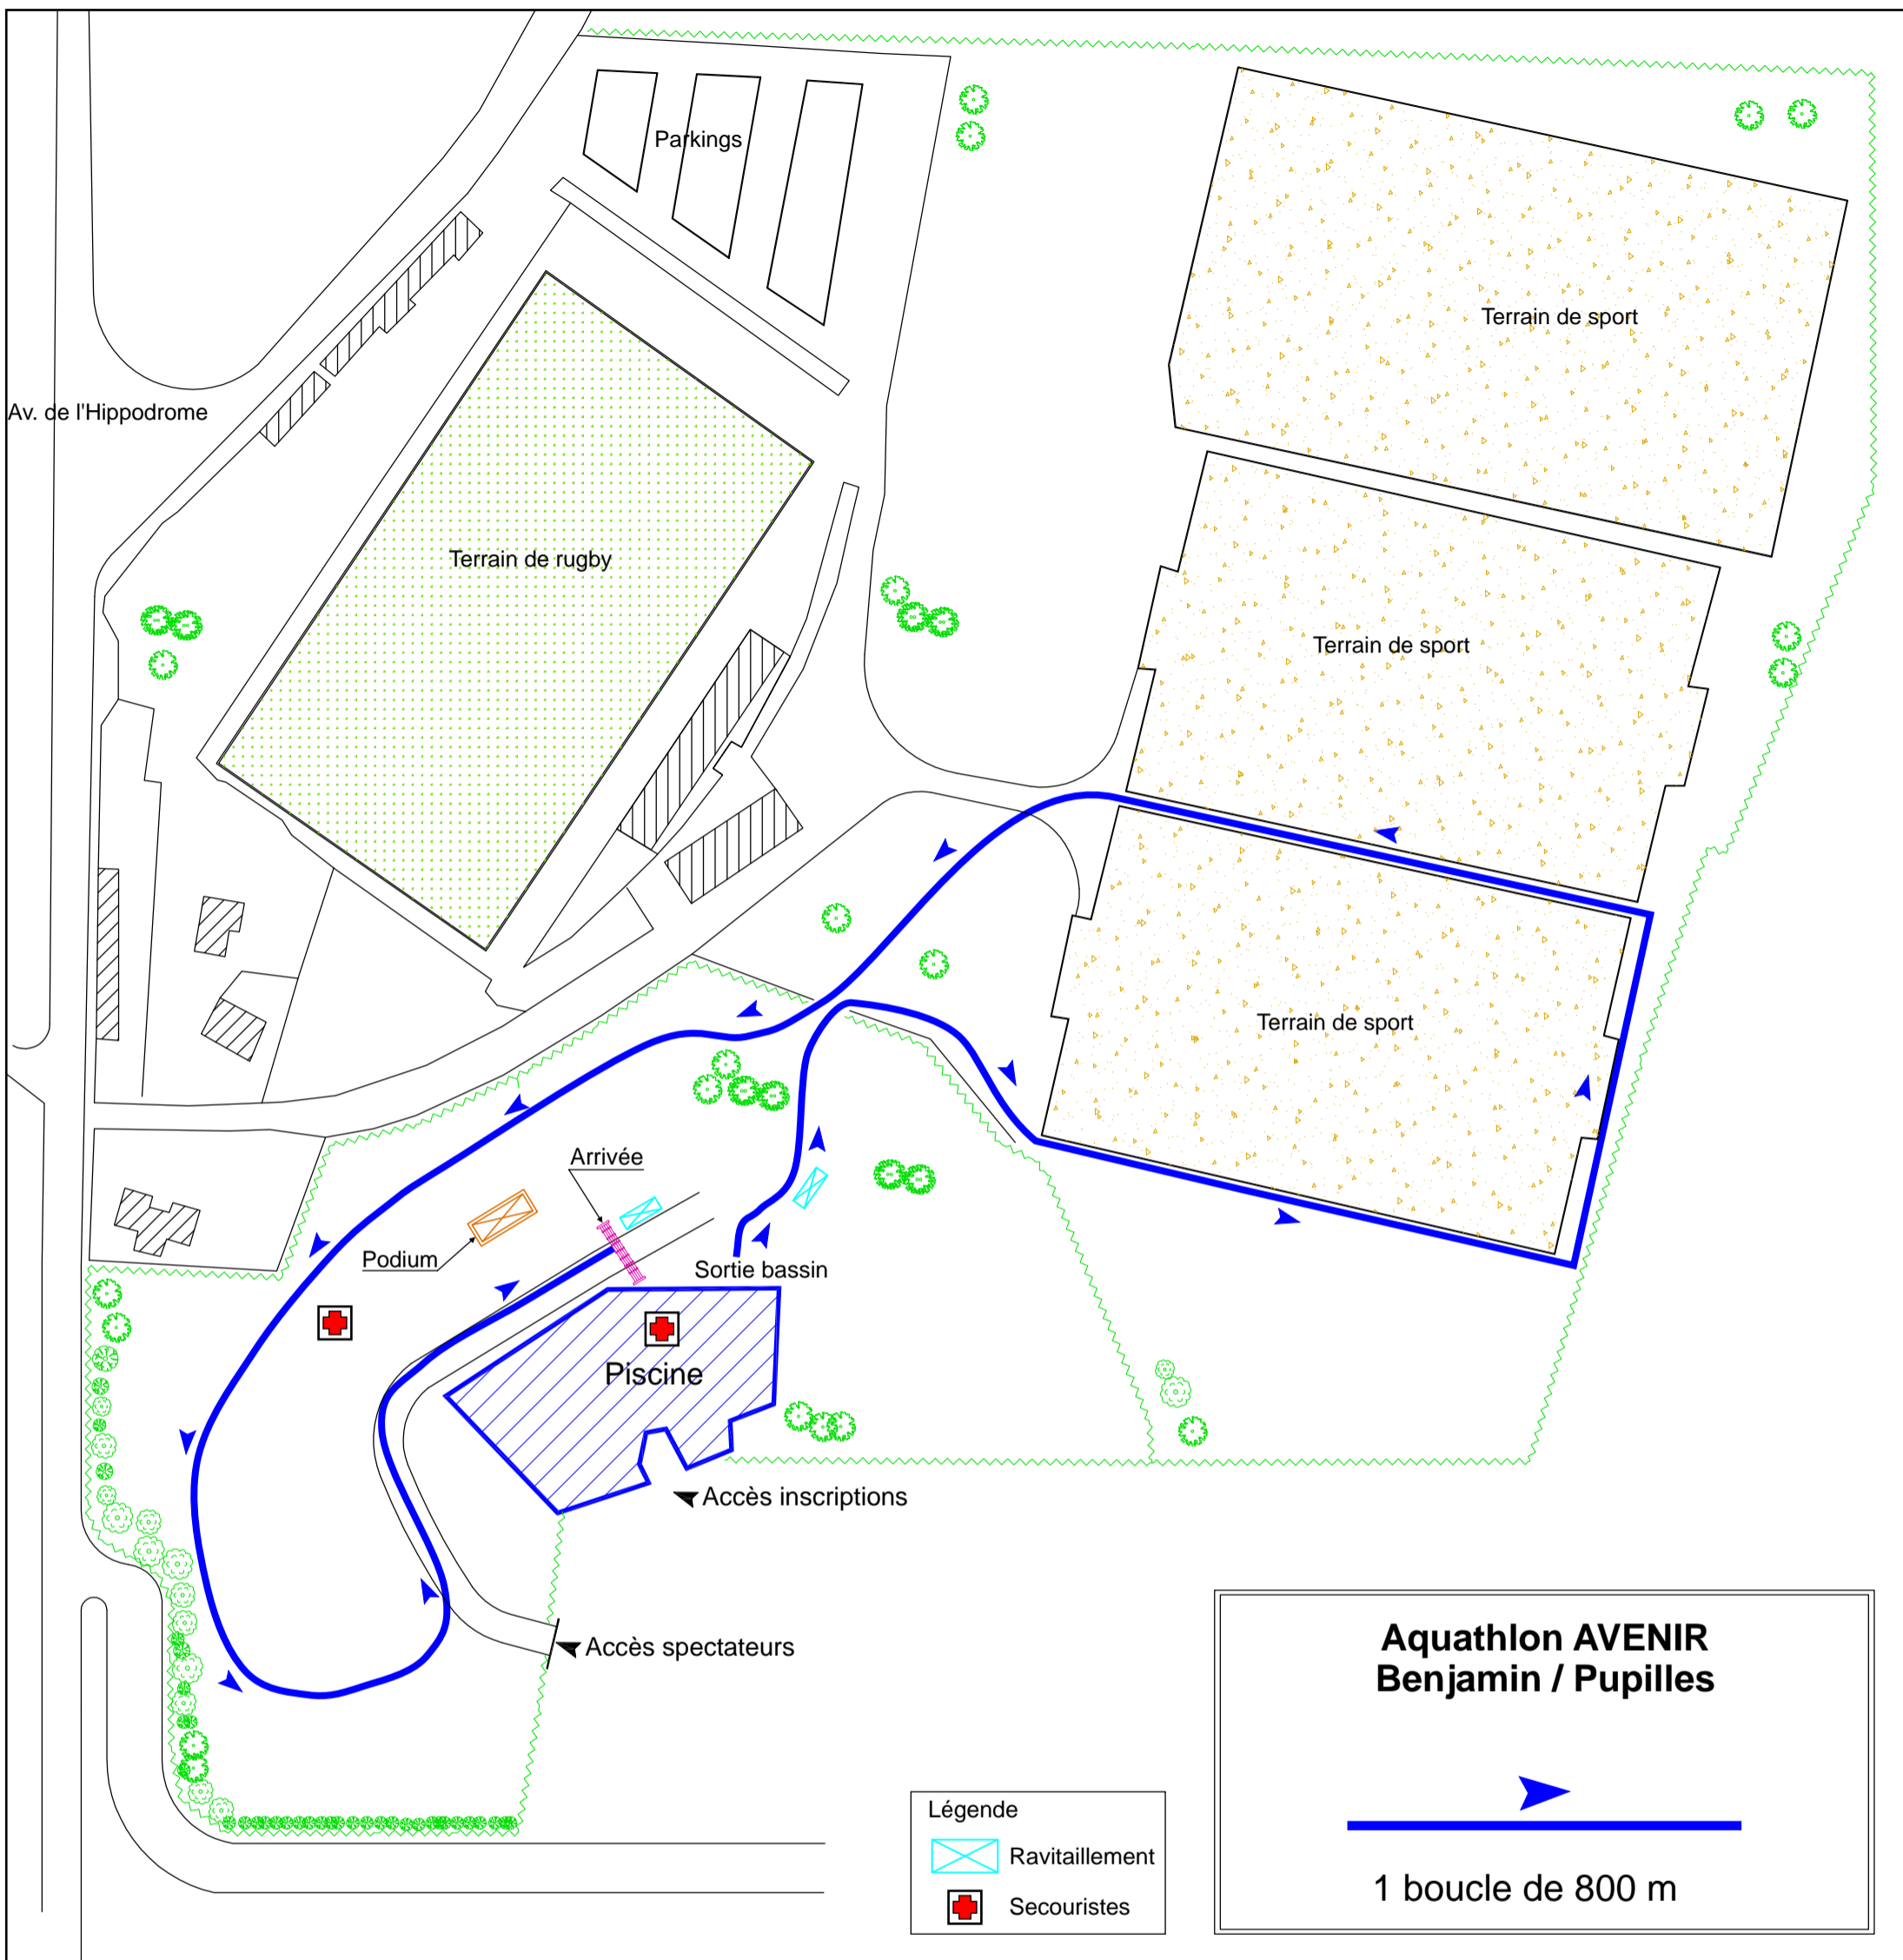 Parkings
Terrain de sport
Av. de l'Hippodrome
Terrain de rugby
Terrain de sport
Terrain de sport
Arrivée
Podium
Sortie bassin
Piscine
Accès inscriptions
Accès spectateurs
Aquathlon AVENIR
Benjamin / Pupilles
1 boucle de 800 m
Légende
Ravitaillement
Secouristes